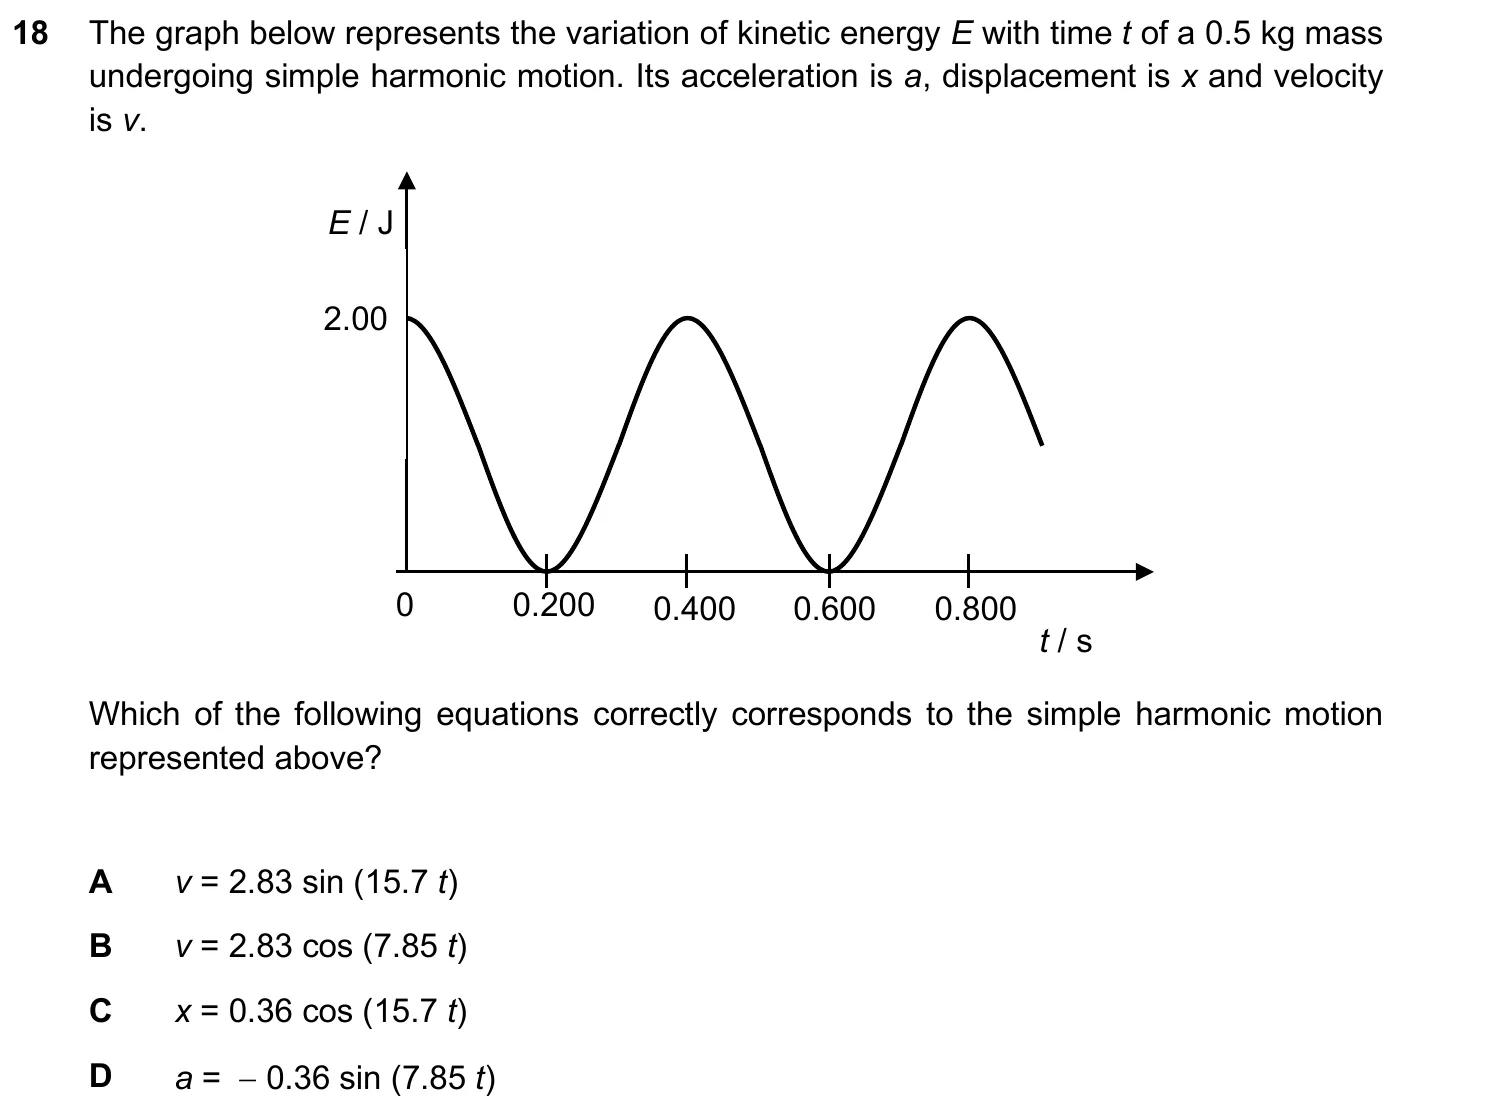 18 The graph below represents the variation of kinetic energy E with time t of a 0.5 kg mass
undergoing simple harmonic motion. Its acceleration is a, displacement is x and velocity
is v.
E / J
2.00
0 0.200 0.400 0.600 0.800
t / s
Which of the following equations correctly corresponds to the simple harmonic motion
represented above?
A v = 2.83 sin (15.7 t)
B v = 2.83 cos (7.85 t)
C x = 0.36 cos (15.7 t)
D a = − 0.36 sin (7.85 t)